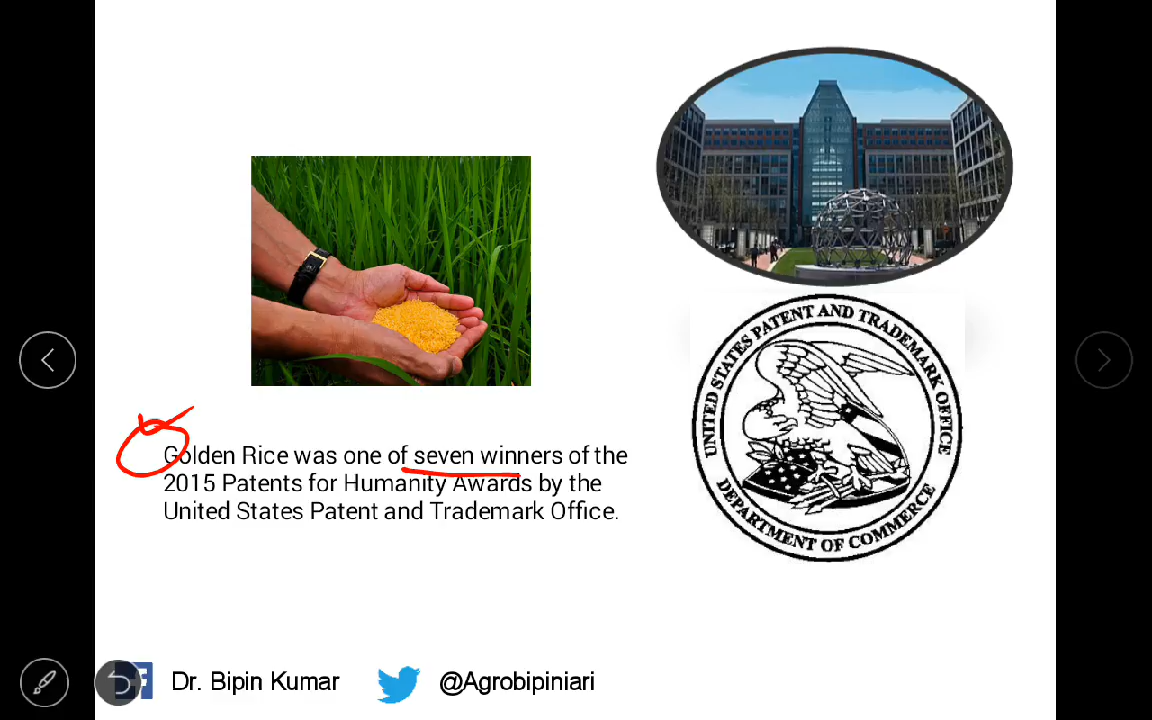 Golden Rice was one of seven winners of the
2015 Patents for Humanity Awards by the
United States Patent and Trademark Office.
UNITED STATES PATENT AND TRADEMARK OFFICE
DEPARTMENT OF COMMERCE
Dr. Bipin Kumar
@Agrobipiniari